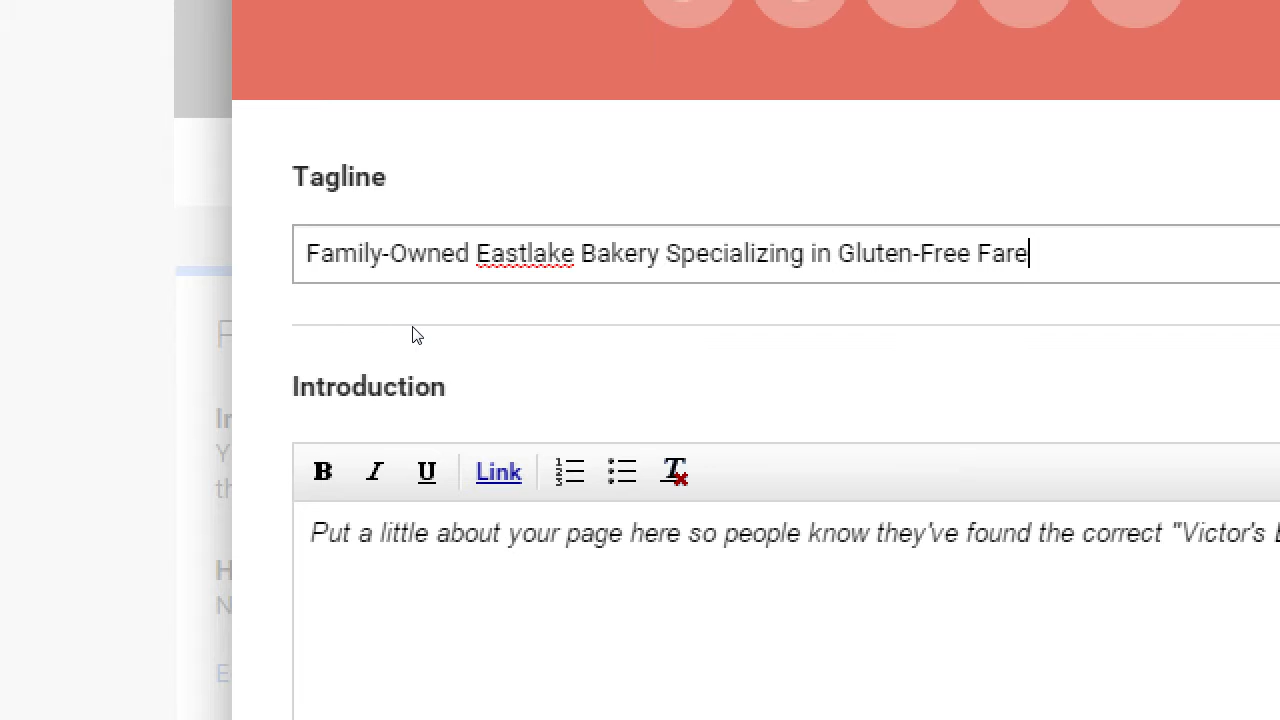 Tagline
Family-Owned Eastlake Bakery Specializing in Gluten-Free Fare
Introduction
B I U Link
Put a little about your page here so people know they've found the correct "Victor's